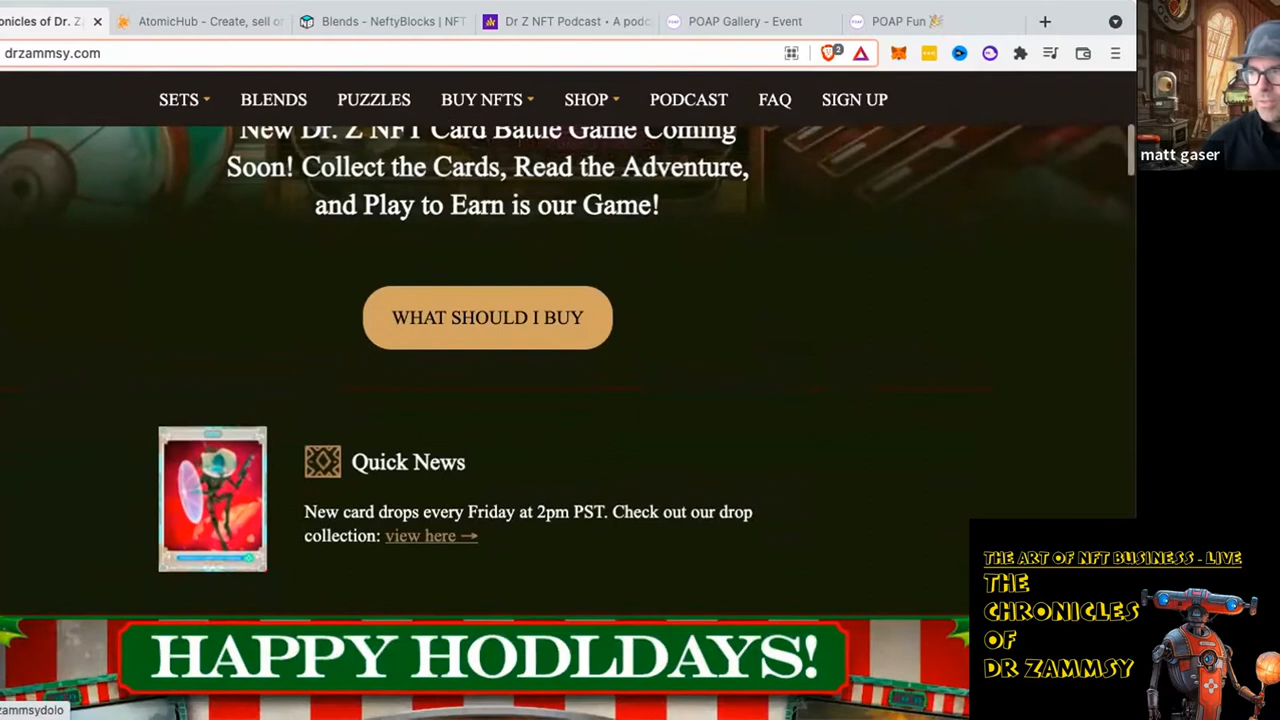 onicles of Dr. Z
AtomicHub - Create, sell or
Blends - NeftyBlocks | NFT
Dr Z NFT Podcast • A podc
POAP Gallery - Event
POAP Fun
drzammsy.com
2
SETS
BLENDS
PUZZLES
BUY NFTS
SHOP
PODCAST
FAQ
SIGN UP
matt gaser
New Dr. Z NFT Card Battle Game Coming
Soon! Collect the Cards, Read the Adventure,
and Play to Earn is our Game!
WHAT SHOULD I BUY
Quick News
New card drops every Friday at 2pm PST. Check out our drop
collection: view here →
HAPPY HODLDAYS!
zammsydolo
THE ART OF NFT BUSINESS - LIVE
THE
CHRONICLES
OF
DR ZAMMSY